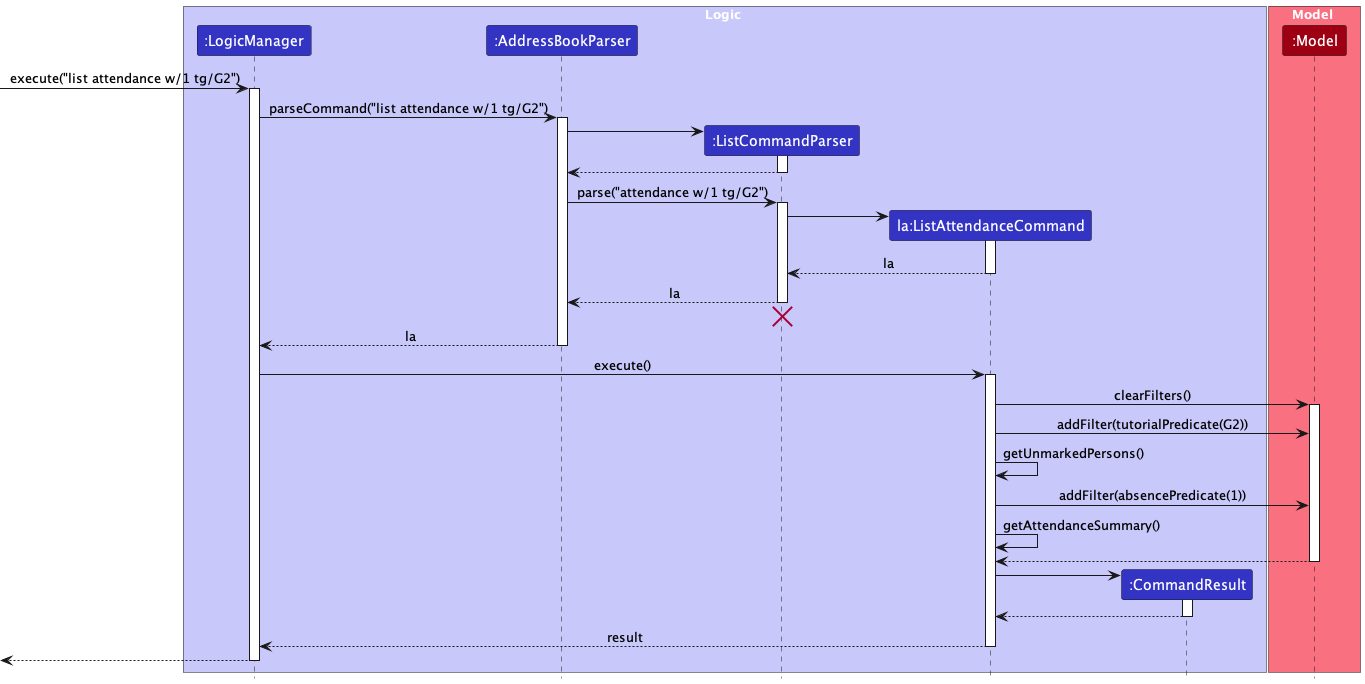 Logic
Model
:LogicManager
:AddressBookParser
:Model
execute("list attendance w/1 tg/G2")
parseCommand("list attendance w/1 tg/G2")
:ListCommandParser
parse("attendance w/1 tg/G2")
la:ListAttendanceCommand
la
la
la
execute()
clearFilters()
addFilter(tutorialPredicate(G2))
getUnmarkedPersons()
addFilter(absencePredicate(1))
getAttendanceSummary()
:CommandResult
result